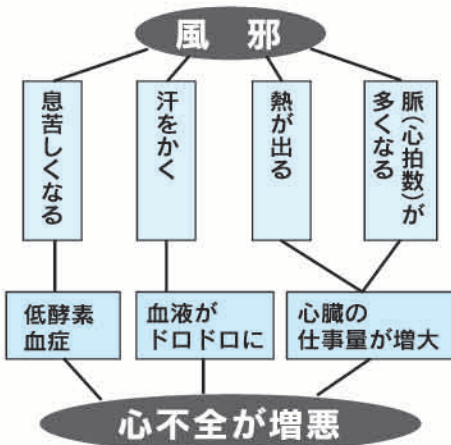 風 邪
息苦しくなる
汗をかく
熱が出る
脈（心拍数）が
多くなる
低酵素
血症
血液が
ドロドロに
心臓の
仕事量が増大
心不全が増悪